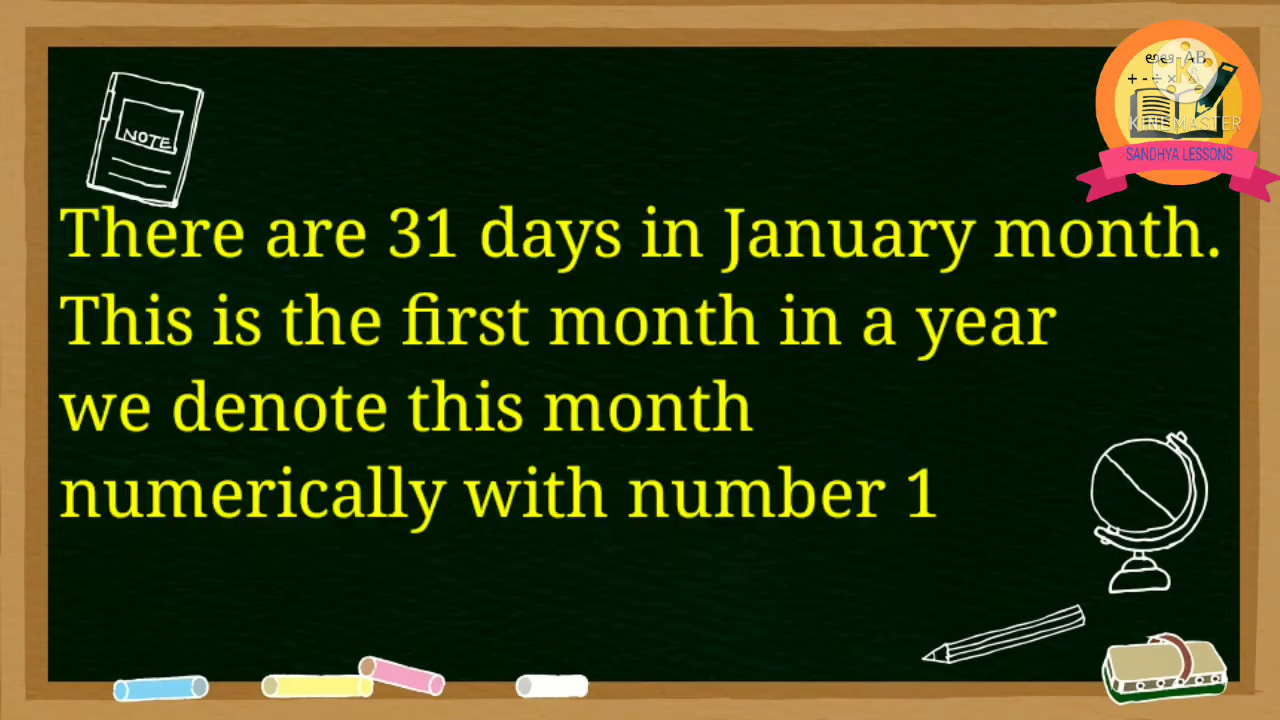 NOTE
అఆ AB
+ - ÷ ×
K
KINEMASTER
SANDHYA LESSONS
There are 31 days in January month.
This is the first month in a year
we denote this month
numerically with number 1